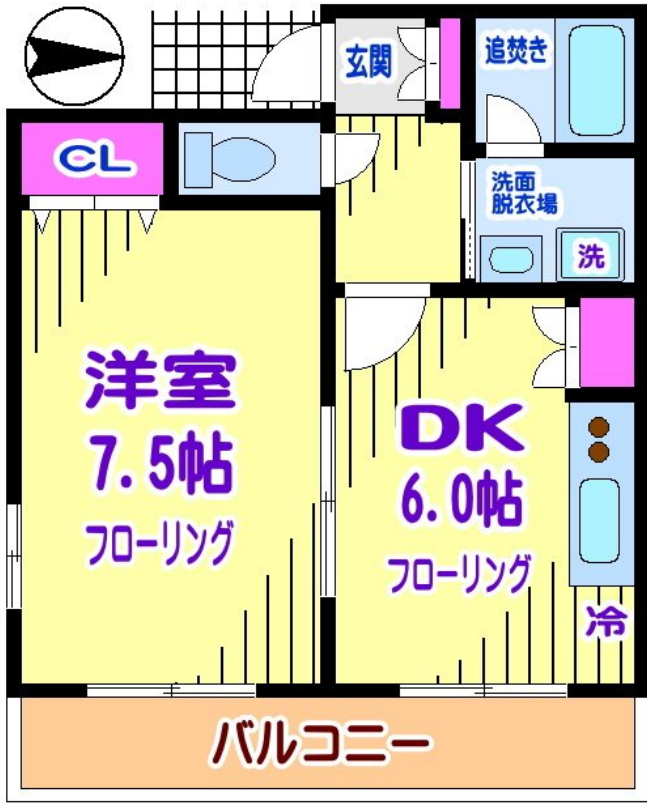 玄関
追焚き
CL
洗面
脱衣場
洗
洋室
7.5帖
フローリング
DK
6.0帖
フローリング
冷
バルコニー